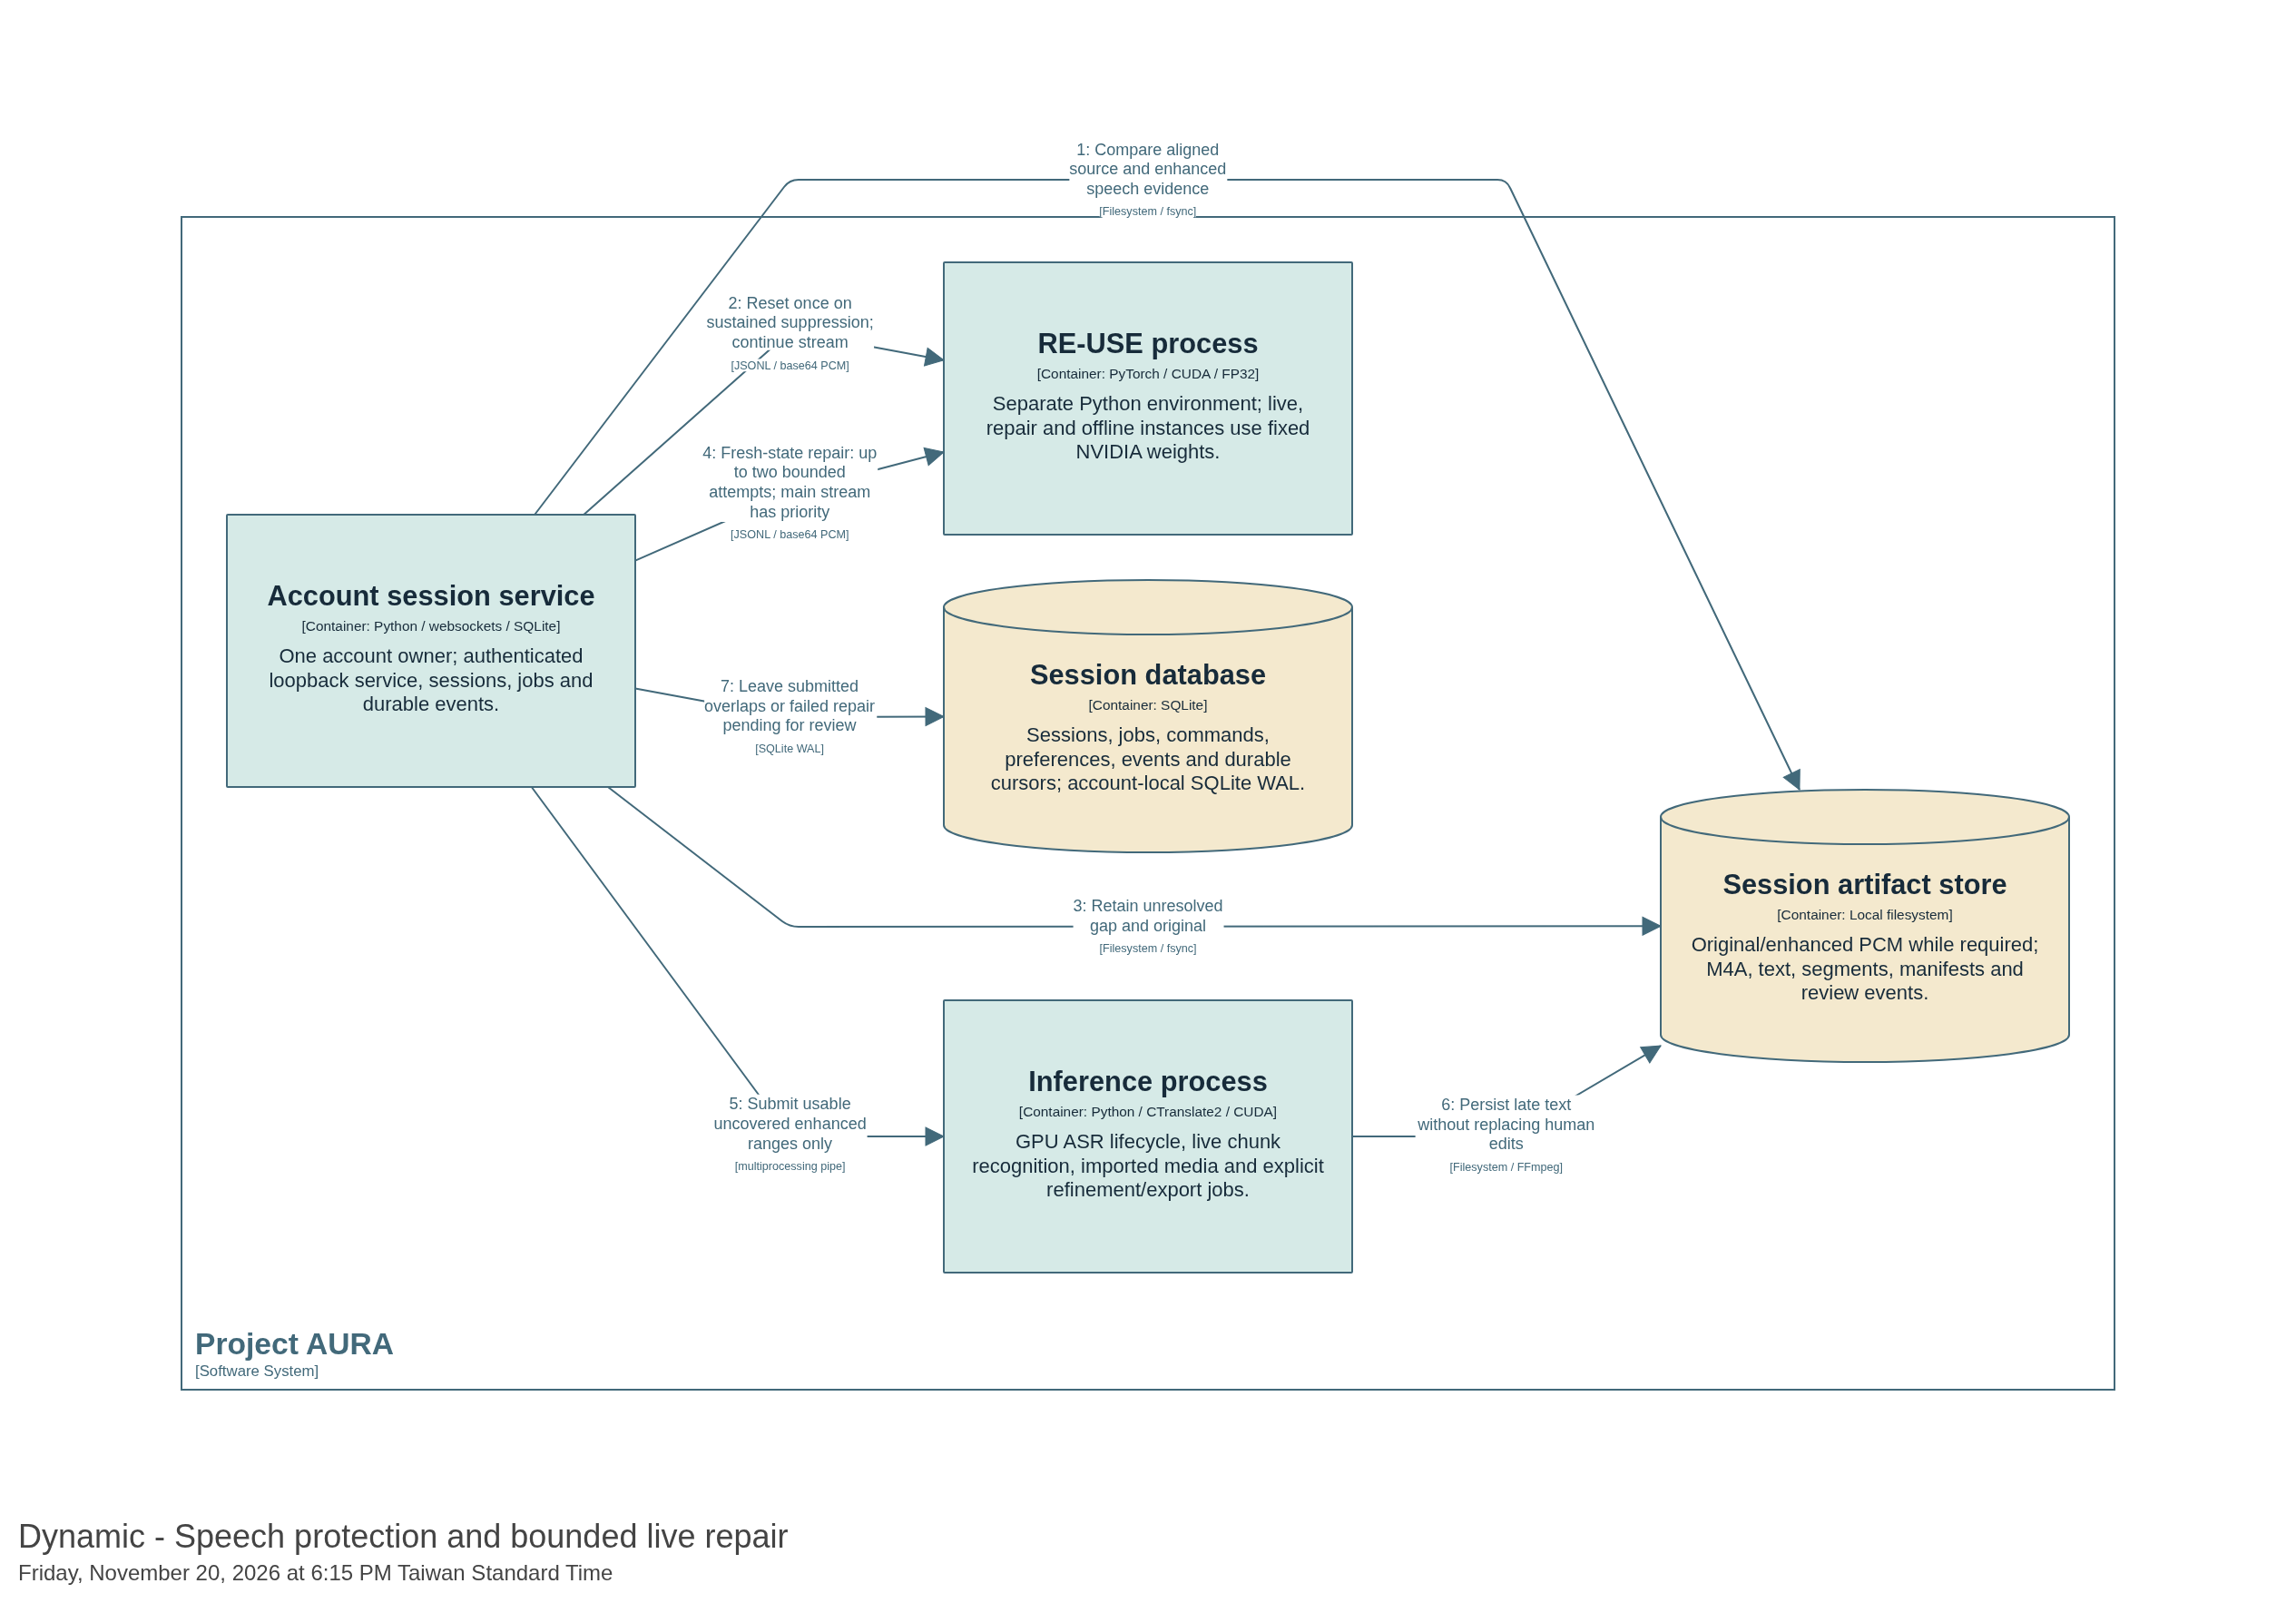 1: Compare aligned
source and enhanced
speech evidence
[Filesystem / fsync]
2: Reset once on
sustained suppression;
continue stream
[JSONL / base64 PCM]
RE-USE process
[Container: PyTorch / CUDA / FP32]
Separate Python environment; live,
repair and offline instances use fixed
NVIDIA weights.
4: Fresh-state repair: up
to two bounded
attempts; main stream
has priority
[JSONL / base64 PCM]
Account session service
[Container: Python / websockets / SQLite]
One account owner; authenticated
loopback service, sessions, jobs and
durable events.
7: Leave submitted
overlaps or failed repair
pending for review
[SQLite WAL]
Session database
[Container: SQLite]
Sessions, jobs, commands,
preferences, events and durable
cursors; account-local SQLite WAL.
3: Retain unresolved
gap and original
[Filesystem / fsync]
Session artifact store
[Container: Local filesystem]
Original/enhanced PCM while required;
M4A, text, segments, manifests and
review events.
5: Submit usable
uncovered enhanced
ranges only
[multiprocessing pipe]
Inference process
[Container: Python / CTranslate2 / CUDA]
GPU ASR lifecycle, live chunk
recognition, imported media and explicit
refinement/export jobs.
6: Persist late text
without replacing human
edits
[Filesystem / FFmpeg]
Project AURA
[Software System]
Dynamic - Speech protection and bounded live repair
Friday, November 20, 2026 at 6:15 PM Taiwan Standard Time